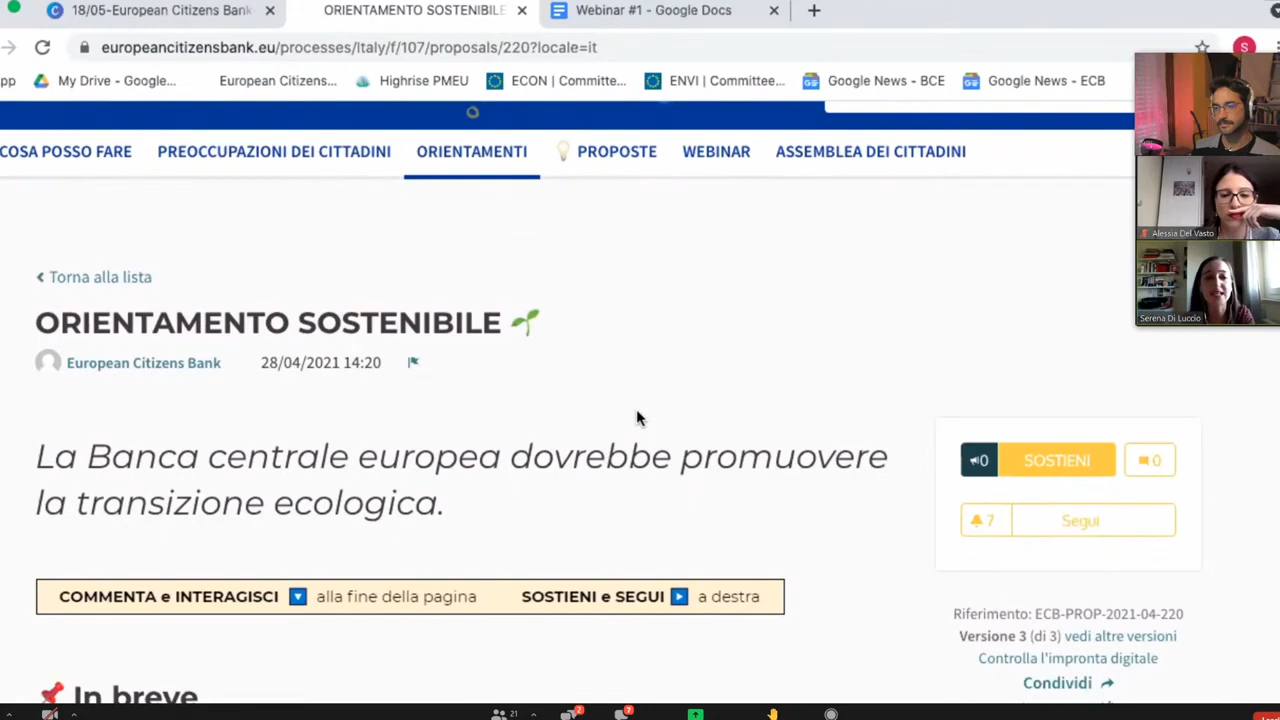 18/05-European Citizens Bank
ORIENTAMENTO SOSTENIBILE
Webinar #1 - Google Docs
europeancitizensbank.eu/processes/Italy/f/107/proposals/220?locale=it
S
pp
My Drive - Google...
European Citizens...
Highrise PMEU
ECON | Committe...
ENVI | Committee...
Google News - BCE
Google News - ECB
COSA POSSO FARE
PREOCCUPAZIONI DEI CITTADINI
ORIENTAMENTI
PROPOSTE
WEBINAR
ASSEMBLEA DEI CITTADINI
Alessia Del Vasto
Serena Di Luccio
Torna alla lista
ORIENTAMENTO SOSTENIBILE
European Citizens Bank
28/04/2021 14:20
La Banca centrale europea dovrebbe promuovere
la transizione ecologica.
0 SOSTIENI
0
7 Segui
COMMENTA e INTERAGISCI alla fine della pagina SOSTIENI e SEGUI a destra
Riferimento: ECB-PROP-2021-04-220
Versione 3 (di 3) vedi altre versioni
Controlla l'impronta digitale
Condividi
In breve
21
2
7